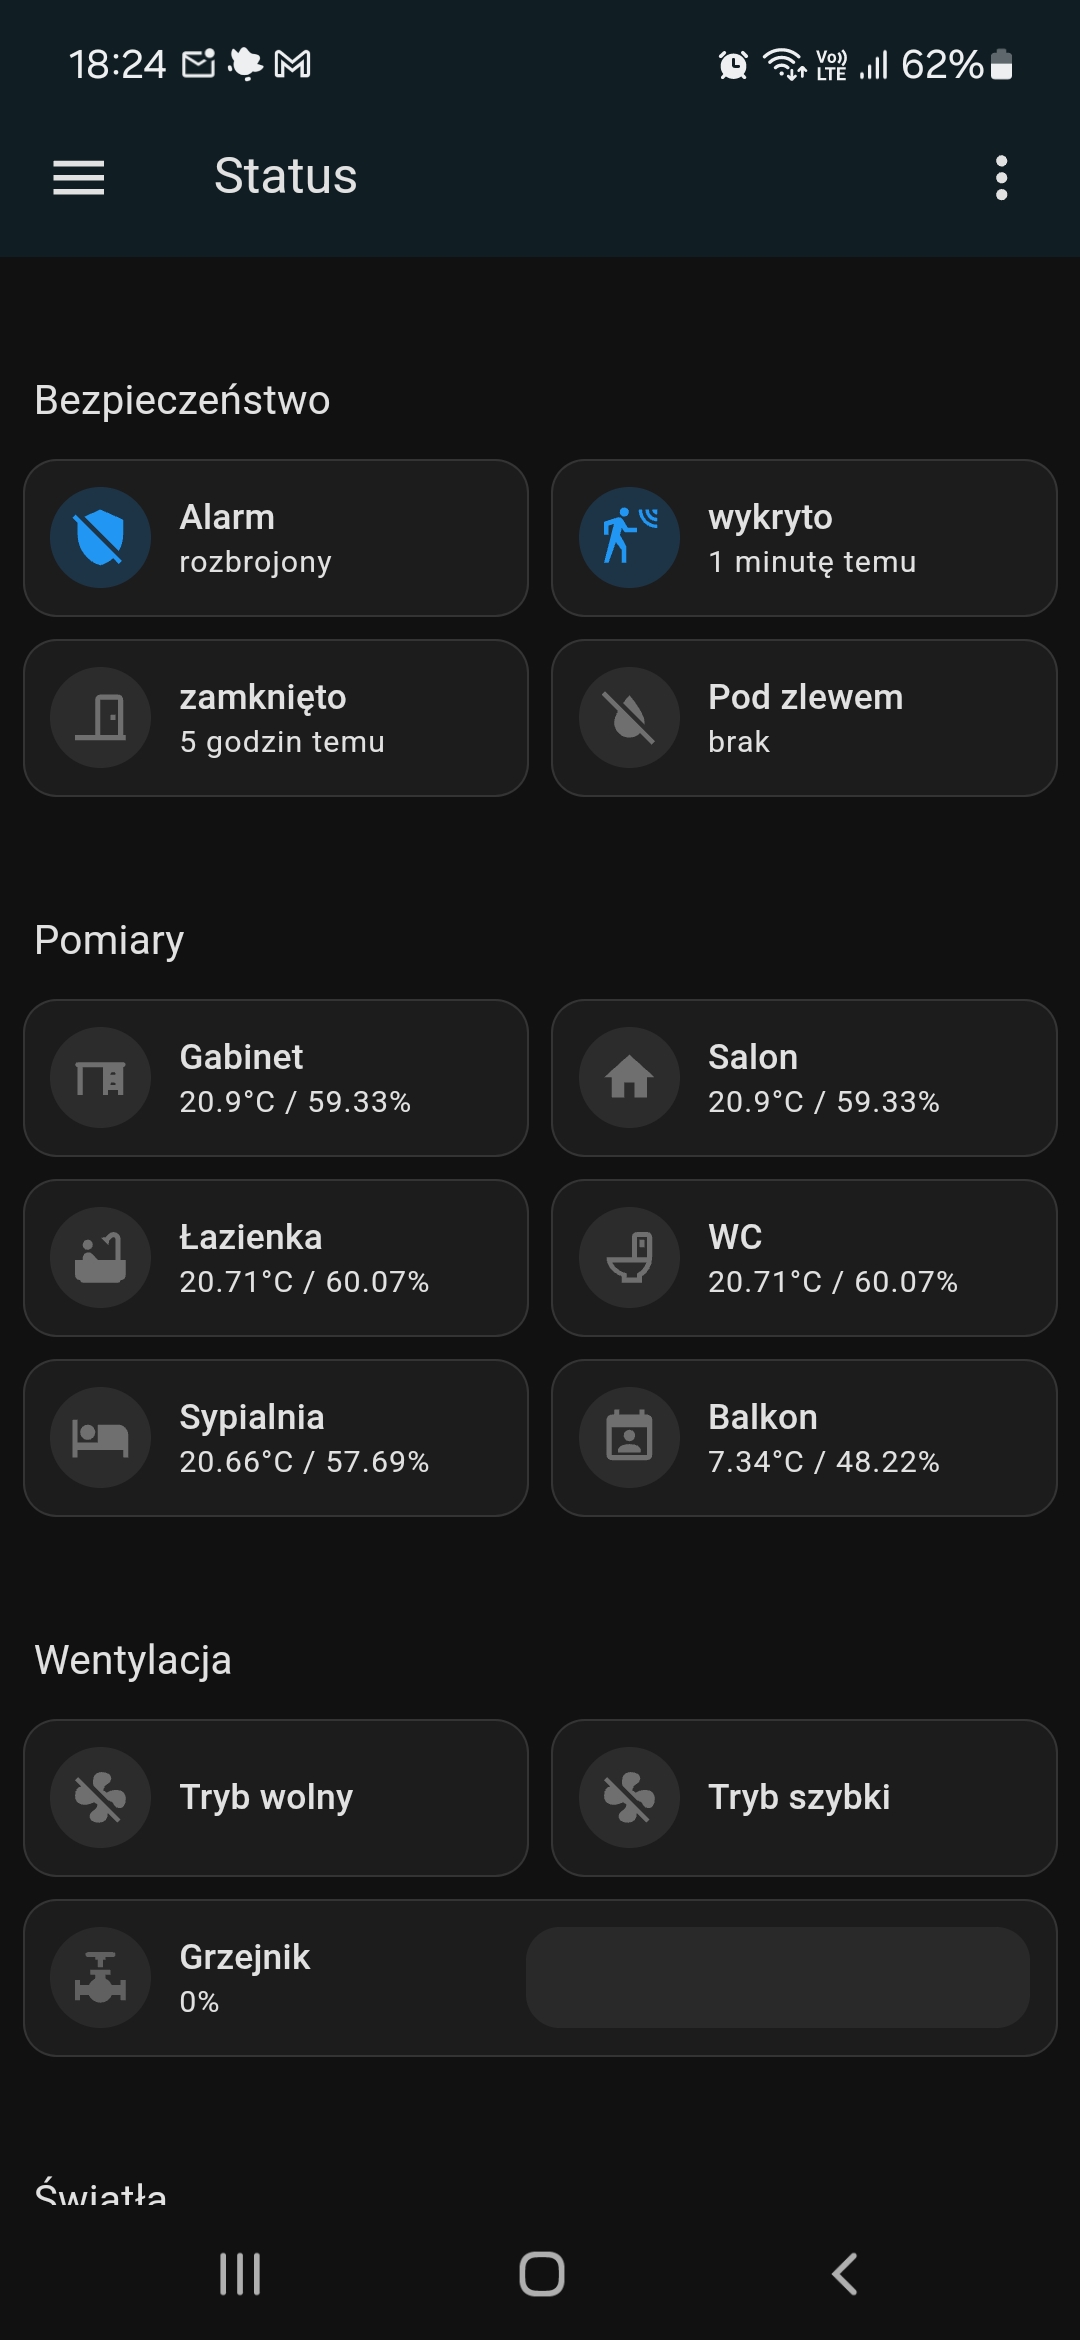 18:24 Vo)) LTE 62%
Status
Bezpieczeństwo
Alarm
rozbrojony
wykryto
1 minutę temu
zamknięto
5 godzin temu
Pod zlewem
brak
Pomiary
Gabinet
20.9°C / 59.33%
Salon
20.9°C / 59.33%
Łazienka
20.71°C / 60.07%
WC
20.71°C / 60.07%
Sypialnia
20.66°C / 57.69%
Balkon
7.34°C / 48.22%
Wentylacja
Tryb wolny
Tryb szybki
Grzejnik
0%
Światła